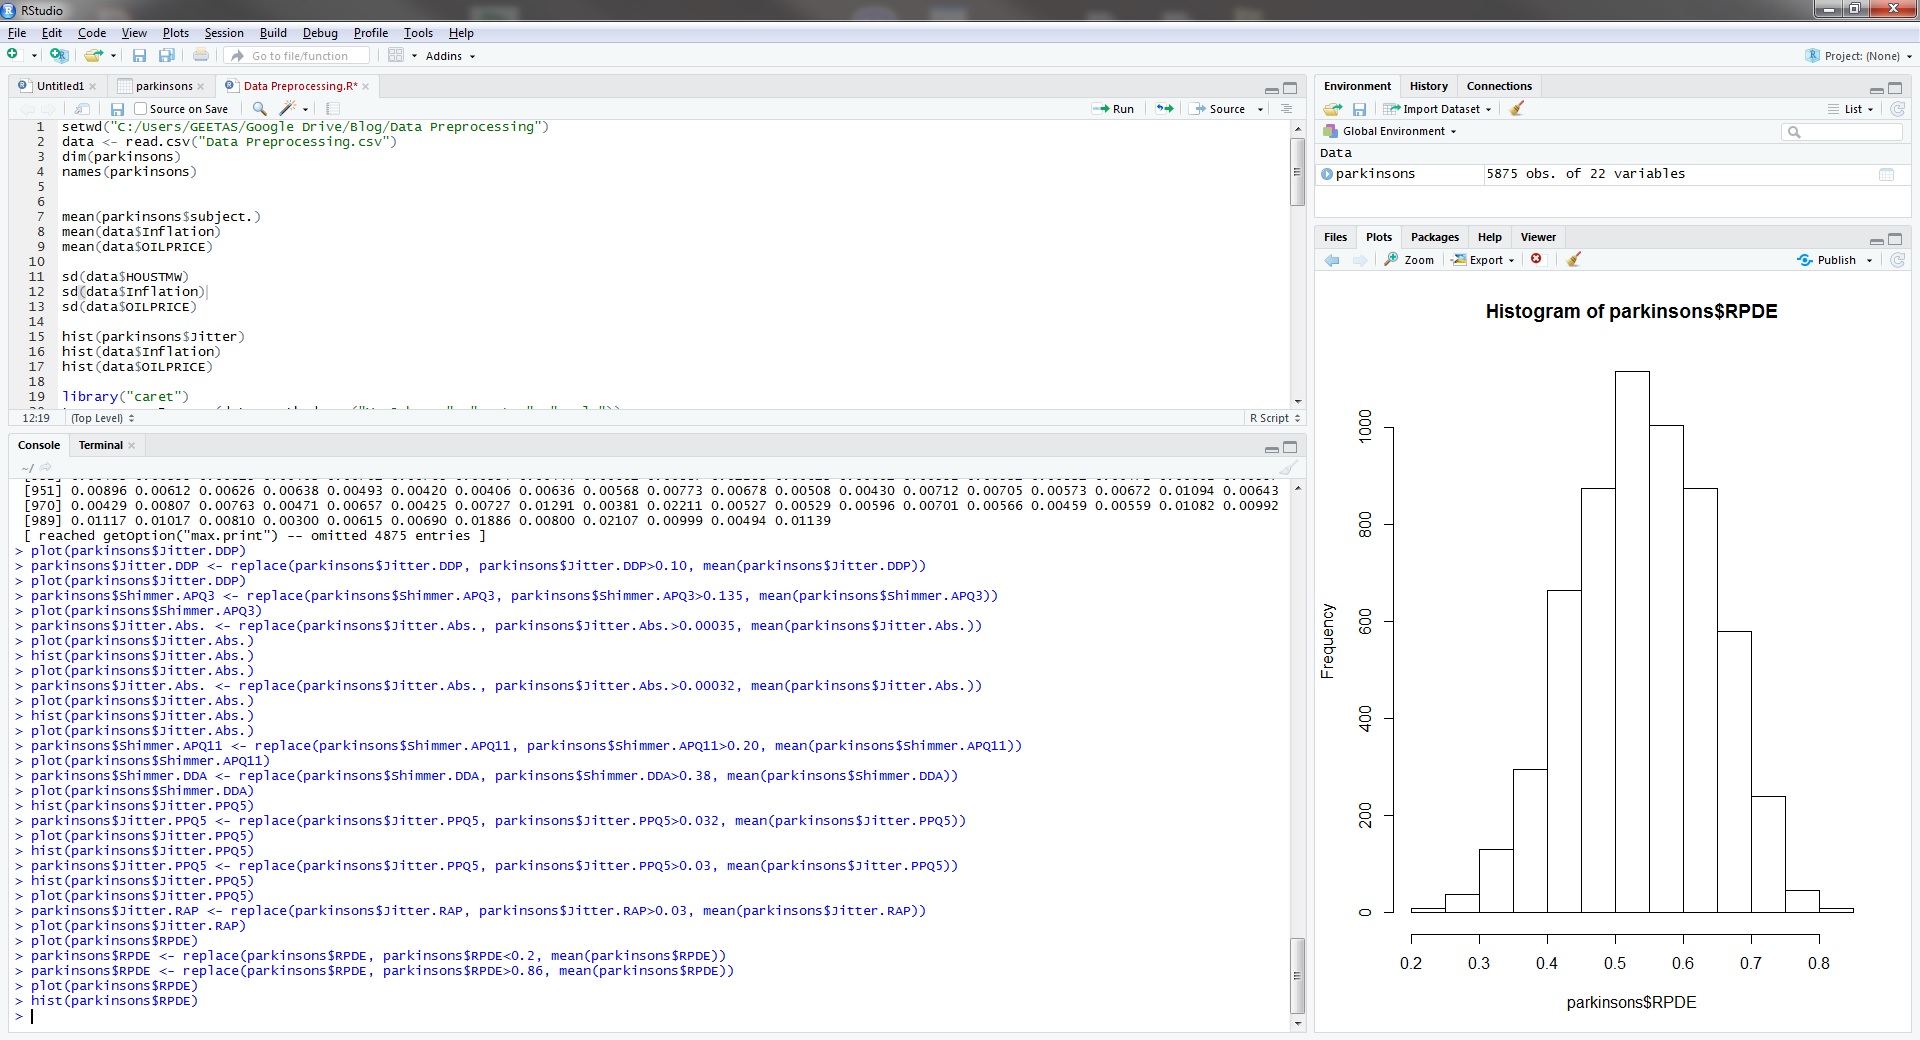 RStudio
File Edit Code View Plots Session Build Debug Profile Tools Help
Go to file/function Addins Project: (None)
Untitled1 parkinsons Data Preprocessing.R*
Source on Save Run Source
1 setwd("C:/Users/GEETAS/Google Drive/Blog/Data Preprocessing")
2 data <- read.csv("Data Preprocessing.csv")
3 dim(parkinsons)
4 names(parkinsons)
5
6
7 mean(parkinsons$subject.)
8 mean(data$Inflation)
9 mean(data$OILPRICE)
10
11 sd(data$HOUSTMW)
12 sd(data$Inflation)
13 sd(data$OILPRICE)
14
15 hist(parkinsons$Jitter)
16 hist(data$Inflation)
17 hist(data$OILPRICE)
18
19 library("caret")
12:19 (Top Level) R Script
Console Terminal
~/
[951] 0.00896 0.00612 0.00626 0.00638 0.00493 0.00420 0.00406 0.00636 0.00568 0.00773 0.00678 0.00508 0.00430 0.00712 0.00705 0.00573 0.00672 0.01094 0.00643
[970] 0.00429 0.00807 0.00763 0.00471 0.00657 0.00425 0.00727 0.01291 0.00381 0.02211 0.00527 0.00529 0.00596 0.00701 0.00566 0.00459 0.00559 0.01082 0.00992
[989] 0.01117 0.01017 0.00810 0.00300 0.00615 0.00690 0.01886 0.00800 0.02107 0.00999 0.00494 0.01139
[ reached getOption("max.print") -- omitted 4875 entries ]
> plot(parkinsons$Jitter.DDP)
> parkinsons$Jitter.DDP <- replace(parkinsons$Jitter.DDP, parkinsons$Jitter.DDP>0.10, mean(parkinsons$Jitter.DDP))
> plot(parkinsons$Jitter.DDP)
> parkinsons$Shimmer.APQ3 <- replace(parkinsons$Shimmer.APQ3, parkinsons$Shimmer.APQ3>0.135, mean(parkinsons$Shimmer.APQ3))
> plot(parkinsons$Shimmer.APQ3)
> parkinsons$Jitter.Abs. <- replace(parkinsons$Jitter.Abs., parkinsons$Jitter.Abs.>0.00035, mean(parkinsons$Jitter.Abs.))
> plot(parkinsons$Jitter.Abs.)
> hist(parkinsons$Jitter.Abs.)
> plot(parkinsons$Jitter.Abs.)
> parkinsons$Jitter.Abs. <- replace(parkinsons$Jitter.Abs., parkinsons$Jitter.Abs.>0.00032, mean(parkinsons$Jitter.Abs.))
> plot(parkinsons$Jitter.Abs.)
> hist(parkinsons$Jitter.Abs.)
> plot(parkinsons$Jitter.Abs.)
> parkinsons$Shimmer.APQ11 <- replace(parkinsons$Shimmer.APQ11, parkinsons$Shimmer.APQ11>0.20, mean(parkinsons$Shimmer.APQ11))
> plot(parkinsons$Shimmer.APQ11)
> parkinsons$Shimmer.DDA <- replace(parkinsons$Shimmer.DDA, parkinsons$Shimmer.DDA>0.38, mean(parkinsons$Shimmer.DDA))
> plot(parkinsons$Shimmer.DDA)
> hist(parkinsons$Jitter.PPQ5)
> parkinsons$Jitter.PPQ5 <- replace(parkinsons$Jitter.PPQ5, parkinsons$Jitter.PPQ5>0.032, mean(parkinsons$Jitter.PPQ5))
> plot(parkinsons$Jitter.PPQ5)
> hist(parkinsons$Jitter.PPQ5)
> parkinsons$Jitter.PPQ5 <- replace(parkinsons$Jitter.PPQ5, parkinsons$Jitter.PPQ5>0.03, mean(parkinsons$Jitter.PPQ5))
> hist(parkinsons$Jitter.PPQ5)
> plot(parkinsons$Jitter.PPQ5)
> parkinsons$Jitter.RAP <- replace(parkinsons$Jitter.RAP, parkinsons$Jitter.RAP>0.03, mean(parkinsons$Jitter.RAP))
> plot(parkinsons$Jitter.RAP)
> plot(parkinsons$RPDE)
> parkinsons$RPDE <- replace(parkinsons$RPDE, parkinsons$RPDE<0.2, mean(parkinsons$RPDE))
> parkinsons$RPDE <- replace(parkinsons$RPDE, parkinsons$RPDE>0.86, mean(parkinsons$RPDE))
> plot(parkinsons$RPDE)
> hist(parkinsons$RPDE)
>
Environment History Connections
Import Dataset List
Global Environment
Data
parkinsons 5875 obs. of 22 variables
Files Plots Packages Help Viewer
Zoom Export Publish
Histogram of parkinsons$RPDE
Frequency
1000
800
600
400
200
0
0.2 0.3 0.4 0.5 0.6 0.7 0.8
parkinsons$RPDE